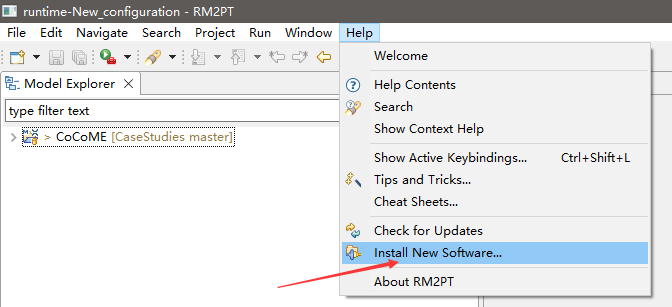 runtime-New_configuration - RM2PT
File Edit Navigate Search Project Run Window Help
Model Explorer
type filter text
> CoCoME [CaseStudies master]
Welcome
Help Contents
Search
Show Context Help
Show Active Keybindings... Ctrl+Shift+L
Tips and Tricks...
Cheat Sheets...
Check for Updates
Install New Software...
About RM2PT